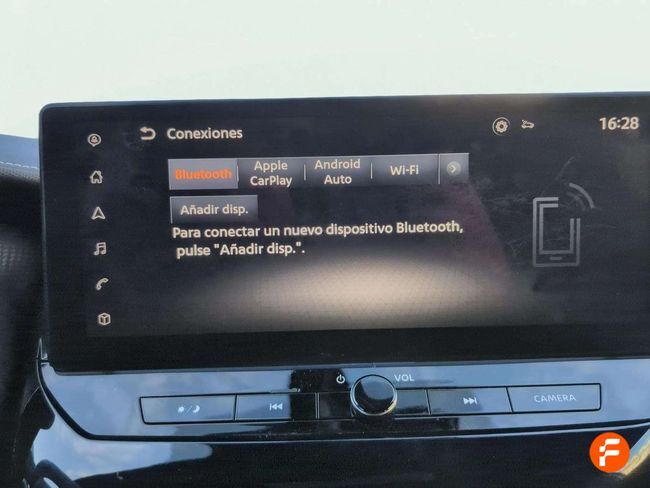 Conexiones
16:28
Bluetooth
Apple CarPlay
Android Auto
Wi-Fi
Añadir disp.
Para conectar un nuevo dispositivo Bluetooth,
pulse "Añadir disp.".
VOL
CAMERA